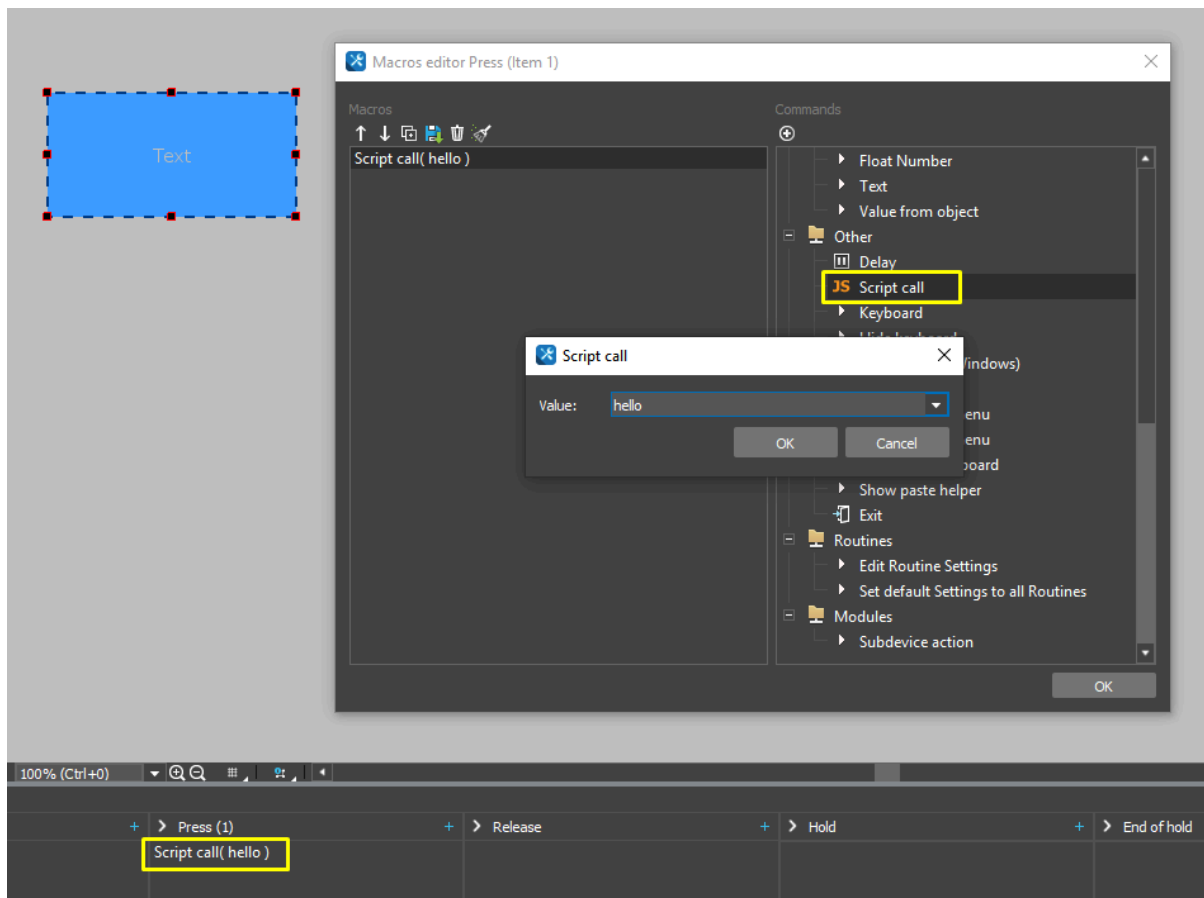 Macros editor Press (Item 1)
Text
Macros
Commands
Script call( hello )
Float Number
Text
Value from object
Other
Delay
JS Script call
Keyboard
Script call
Value: hello
OK Cancel
Windows)
enu
enu
board
Show paste helper
Exit
Routines
Edit Routine Settings
Set default Settings to all Routines
Modules
Subdevice action
OK
100% (Ctrl+0)
Press (1)
Release
Hold
End of hold
Script call( hello )